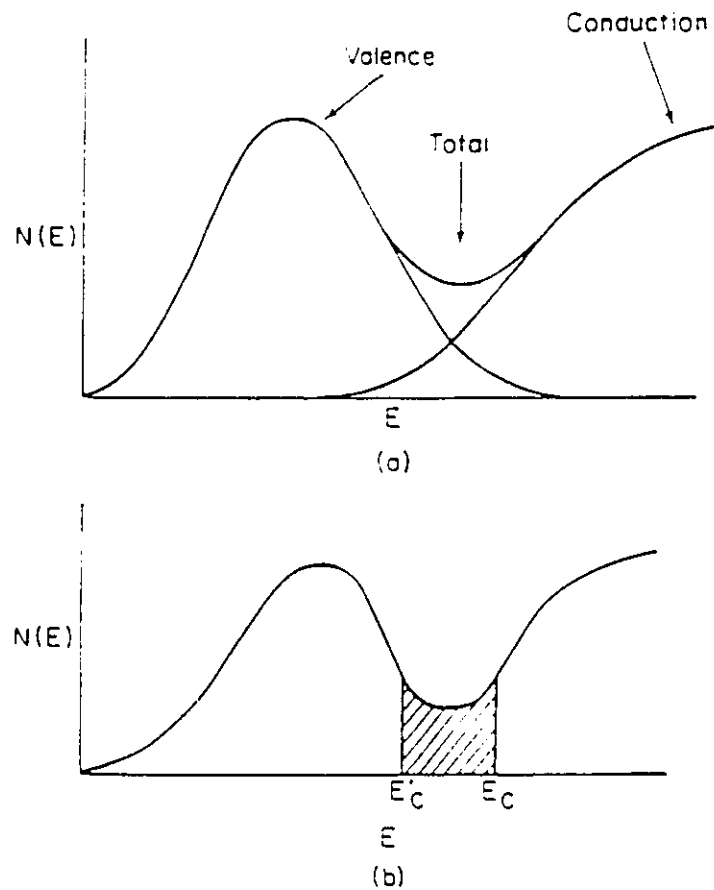 Conduction
Valence
Total
N(E)
E
(a)
N(E)
E'c Ec
E
(b)